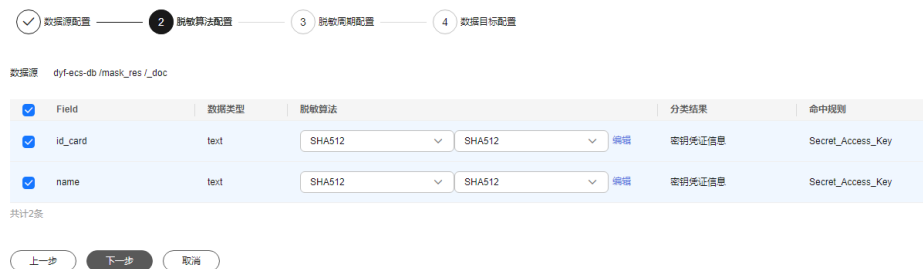 数据源配置 2 脱敏算法配置 3 脱敏周期配置 4 数据目标配置
数据源 dyf-ecs-db /mask_res /_doc
Field 数据类型 脱敏算法 分类结果 命中规则
id_card text SHA512 SHA512 编辑 密钥凭证信息 Secret_Access_Key
name text SHA512 SHA512 编辑 密钥凭证信息 Secret_Access_Key
共计2条
上一步 下一步 取消